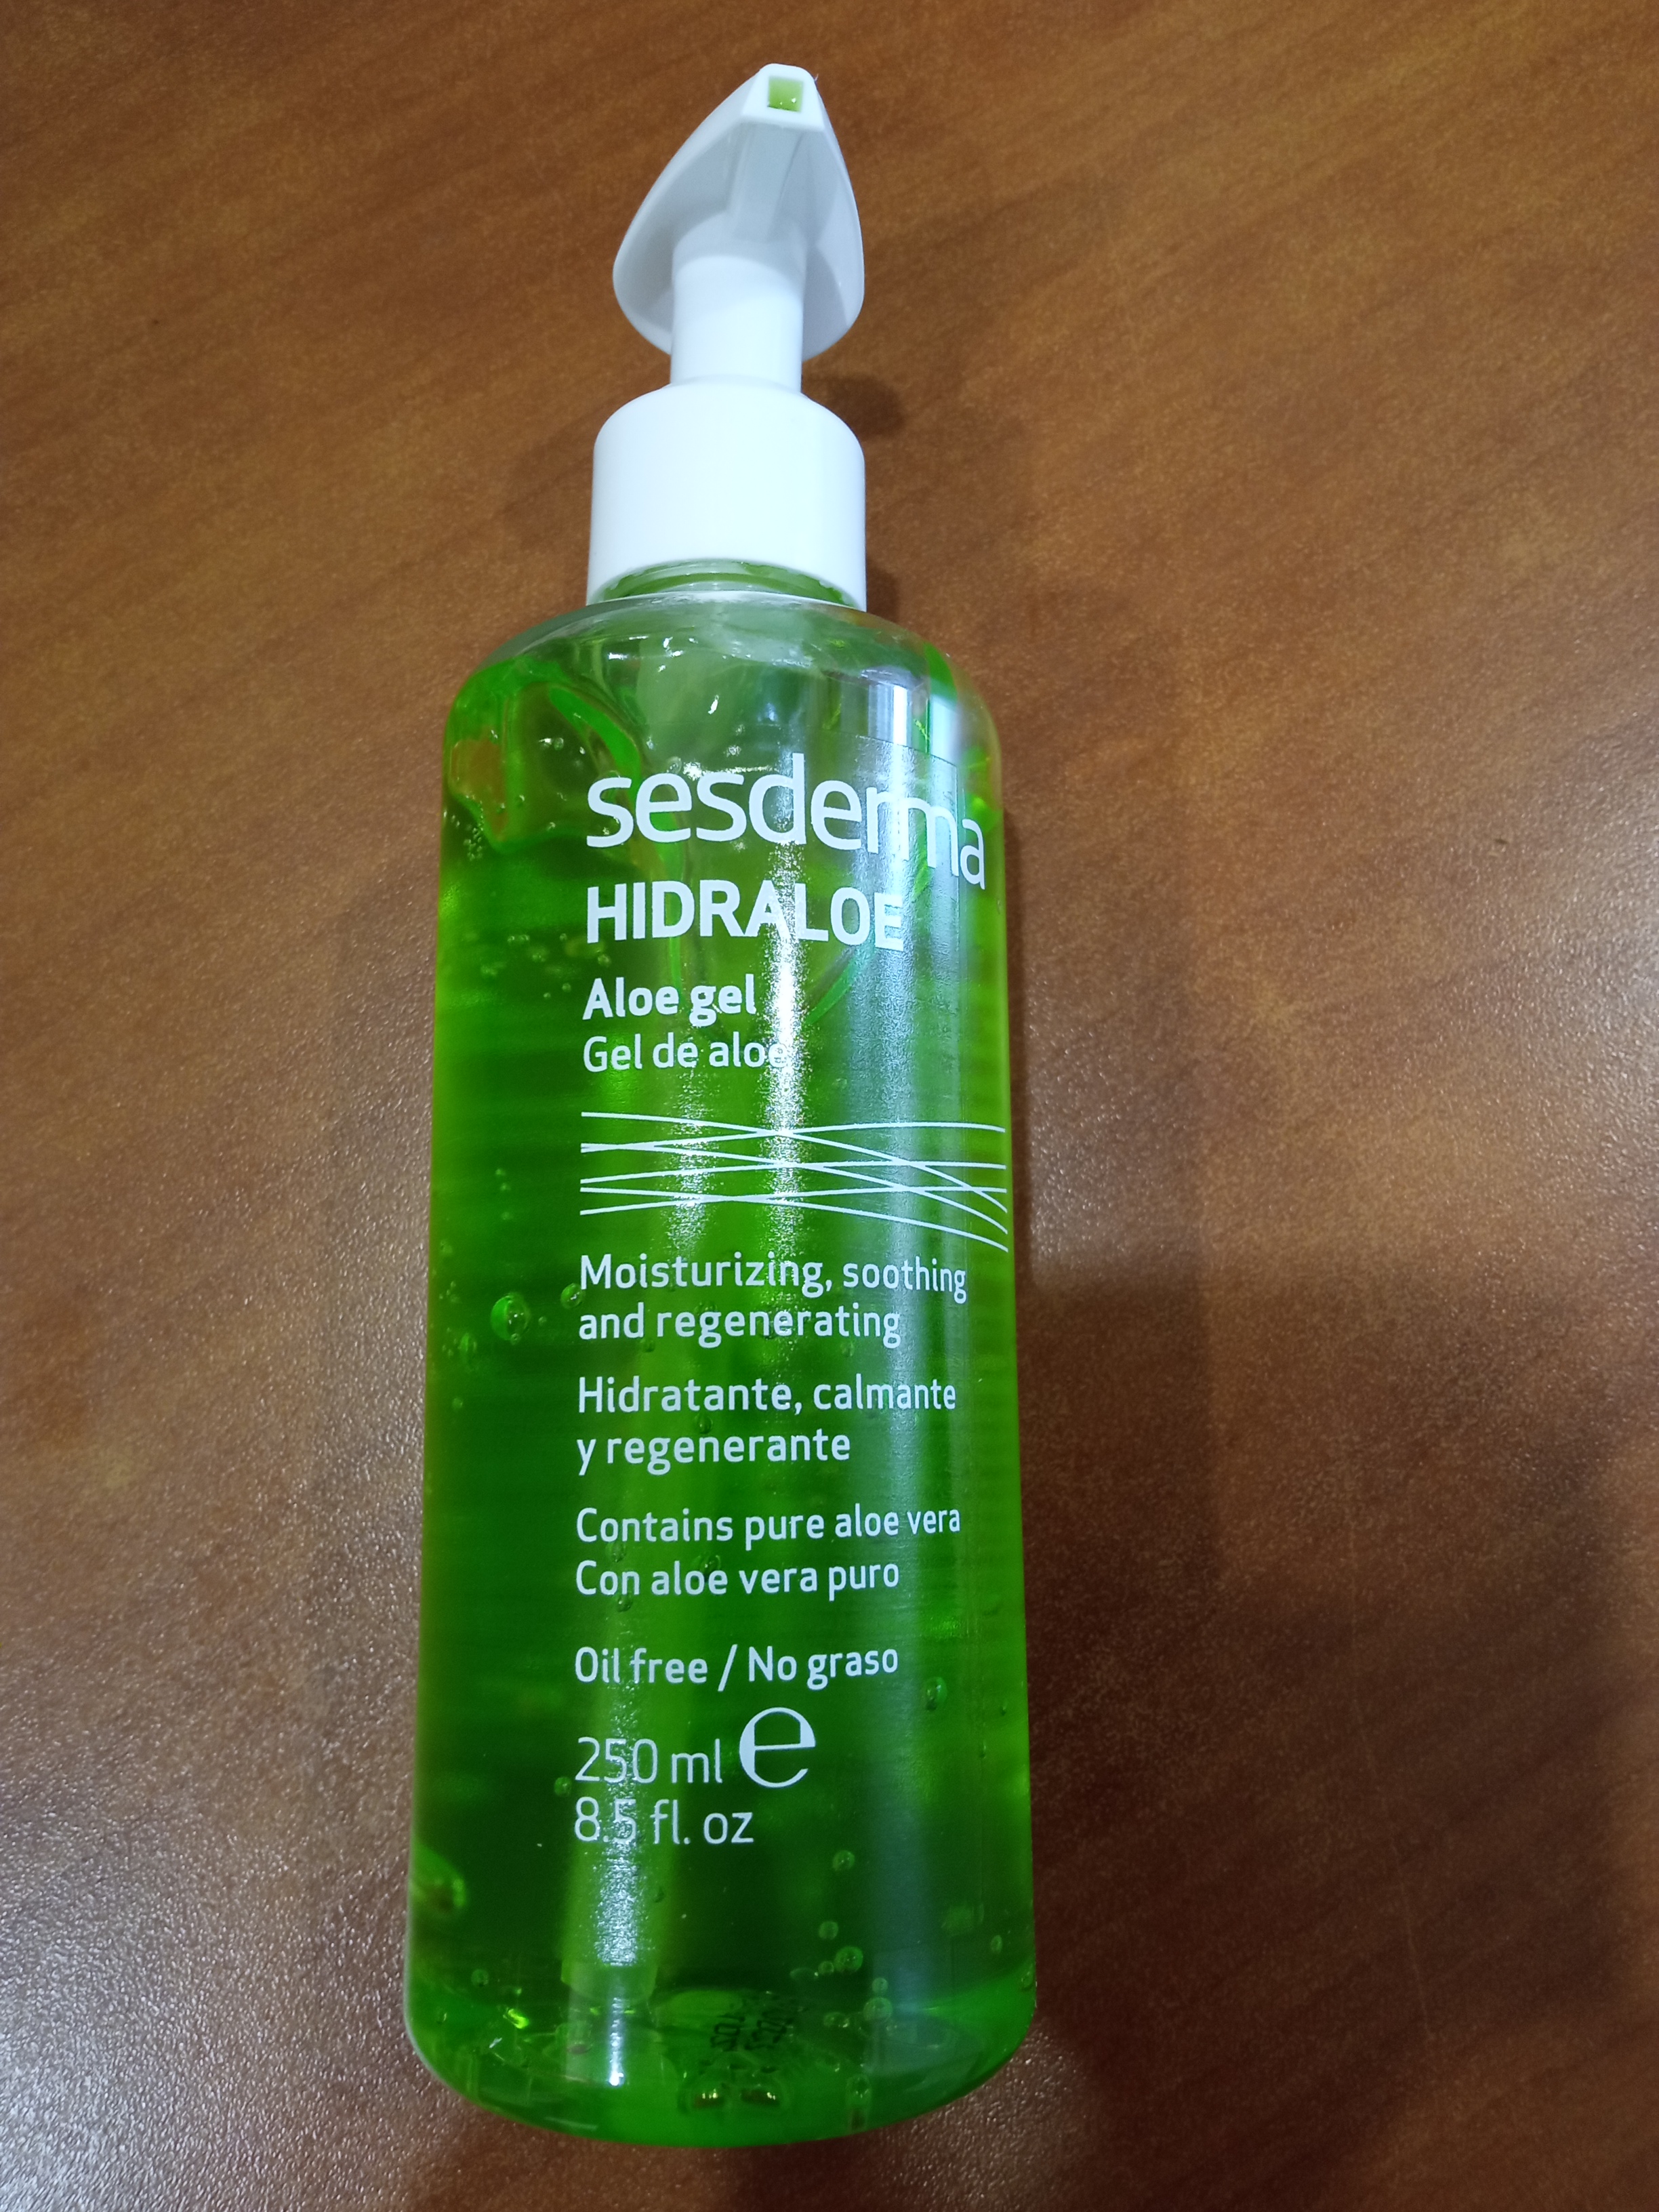 sesderma
HIDRALOE
Aloe gel
Gel de aloe
Moisturizing, soothing
and regenerating
Hidratante, calmante
y regenerante
Contains pure aloe vera
Con aloe vera puro
Oil free / No graso
250 ml e
8.5 fl. oz